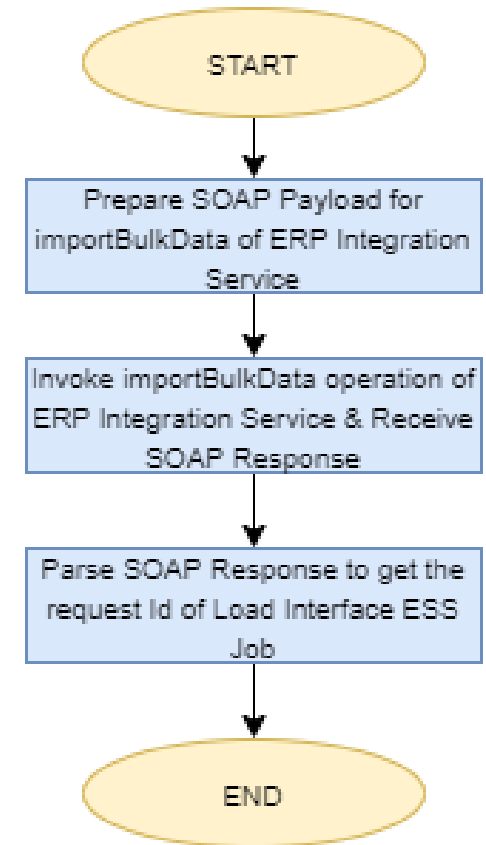 START
Prepare SOAP Payload for
importBulkData of ERP Integration
Service
Invoke importBulkData operation of
ERP Integration Service & Receive
SOAP Response
Parse SOAP Response to get the
request Id of Load Interface ESS
Job
END